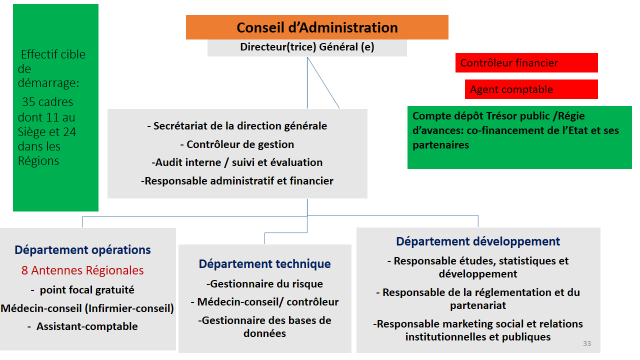 Conseil d'Administration
Directeur(trice) Général (e)
Effectif cible
de
démarrage:
35 cadres
dont 11 au
Siège et 24
dans les
Régions
Contrôleur financier
Agent comptable
Compte dépôt Trésor public /Régie
d'avances: co-financement de l'Etat et ses
partenaires
- Secrétariat de la direction générale
- Contrôleur de gestion
-Audit interne / suivi et évaluation
-Responsable administratif et financier
Département opérations
8 Antennes Régionales
- point focal gratuité
Médecin-conseil (Infirmier-conseil)
- Assistant-comptable
Département technique
-Gestionnaire du risque
- Médecin-conseil/ contrôleur
-Gestionnaire des bases de
données
Département développement
- Responsable études, statistiques et
développement
- Responsable de la réglementation et du
partenariat
-Responsable marketing social et relations
institutionnelles et publiques
33